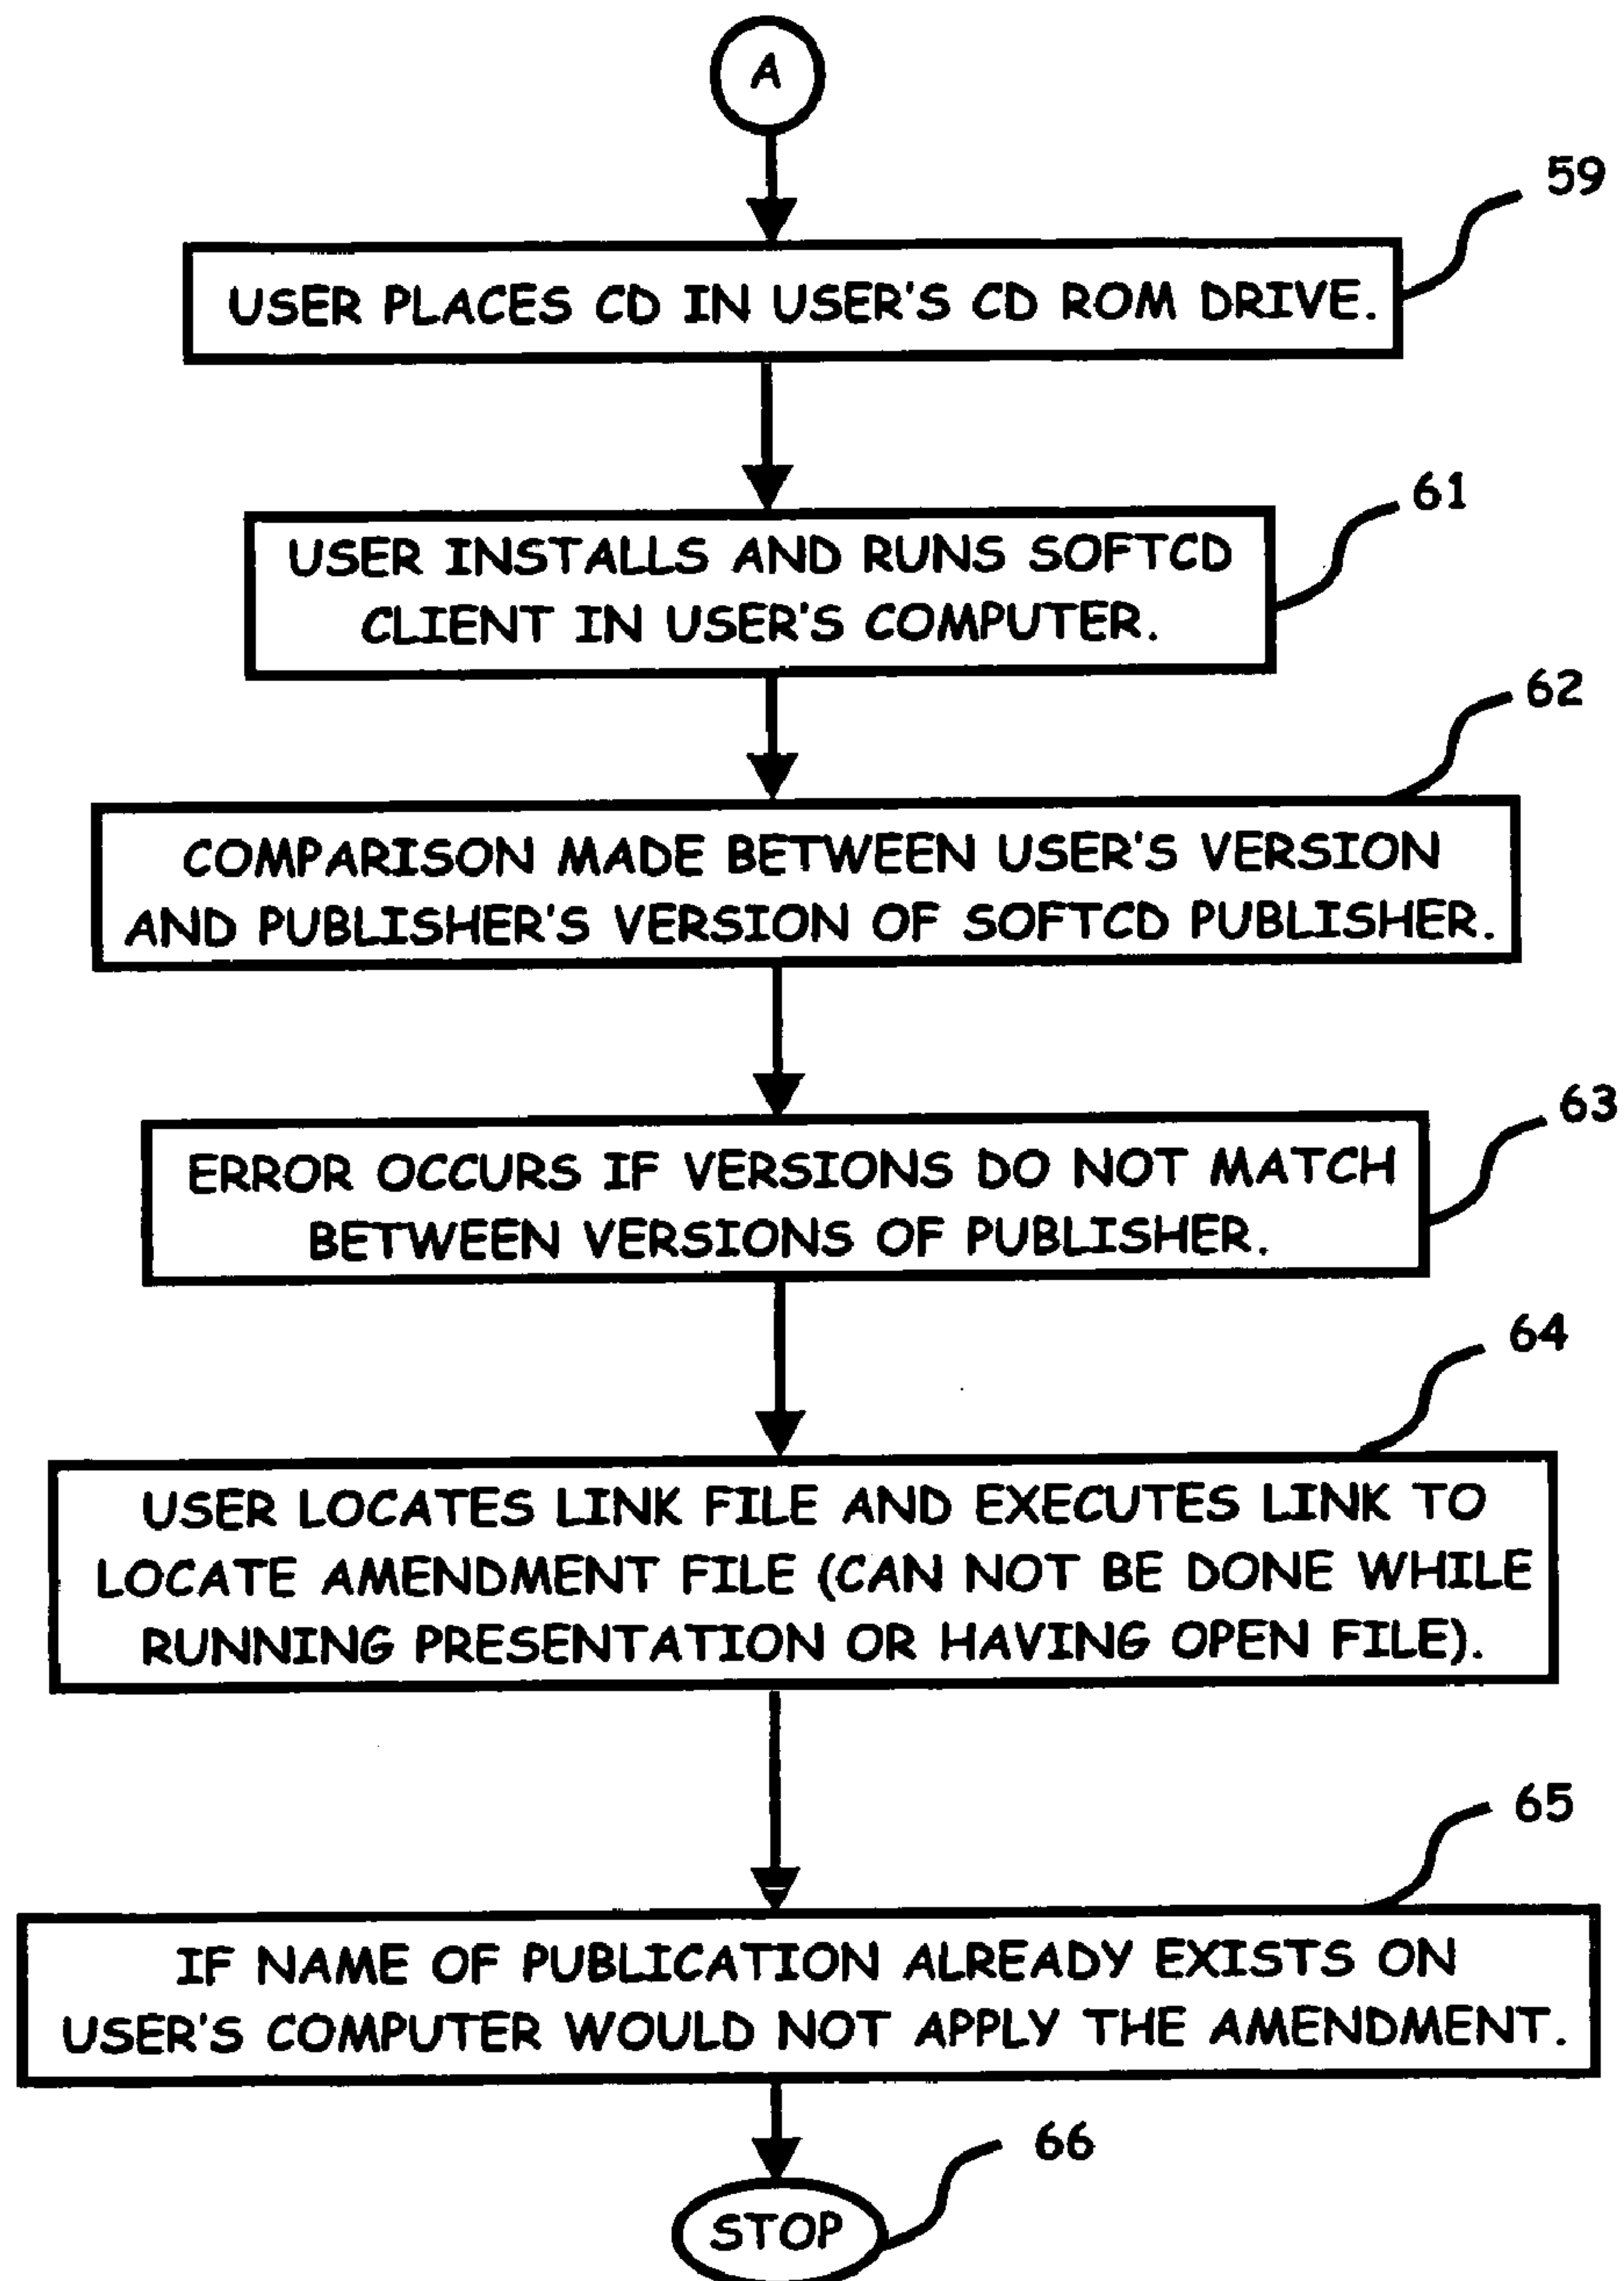 A
59
USER PLACES CD IN USER'S CD ROM DRIVE.
61
USER INSTALLS AND RUNS SOFTCD
CLIENT IN USER'S COMPUTER.
62
COMPARISON MADE BETWEEN USER'S VERSION
AND PUBLISHER'S VERSION OF SOFTCD PUBLISHER.
63
ERROR OCCURS IF VERSIONS DO NOT MATCH
BETWEEN VERSIONS OF PUBLISHER.
64
USER LOCATES LINK FILE AND EXECUTES LINK TO
LOCATE AMENDMENT FILE (CAN NOT BE DONE WHILE
RUNNING PRESENTATION OR HAVING OPEN FILE).
65
IF NAME OF PUBLICATION ALREADY EXISTS ON
USER'S COMPUTER WOULD NOT APPLY THE AMENDMENT.
66
STOP